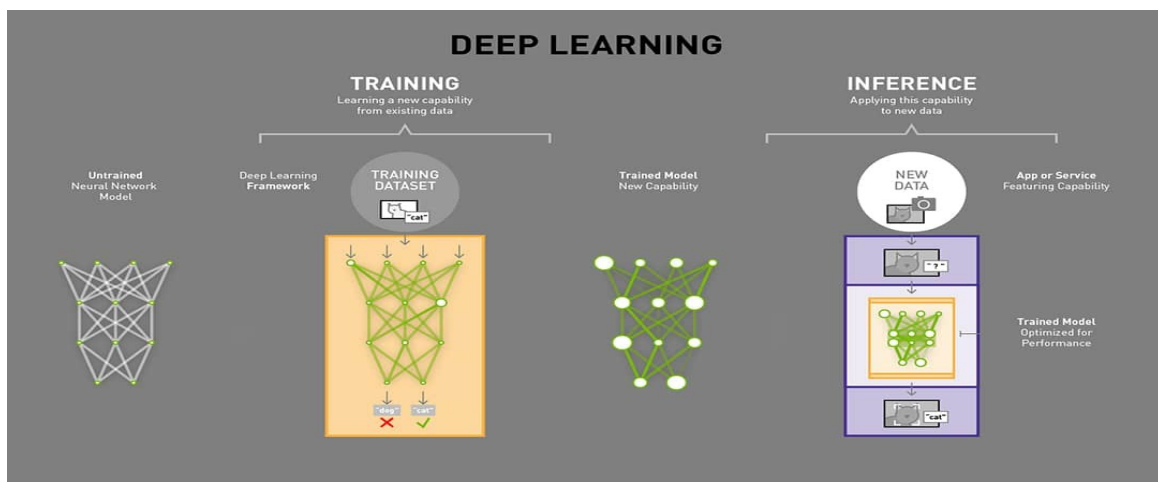 DEEP LEARNING
TRAINING
Learning a new capability
from existing data
INFERENCE
Applying this capability
to new data
Untrained
Neural Network
Model
Deep Learning
Framework
TRAINING
DATASET
"cat"
Trained Model
New Capability
NEW
DATA
App or Service
Featuring Capability
"?"
Trained Model
Optimized for
Performance
"dog"
"cat"
"cat"